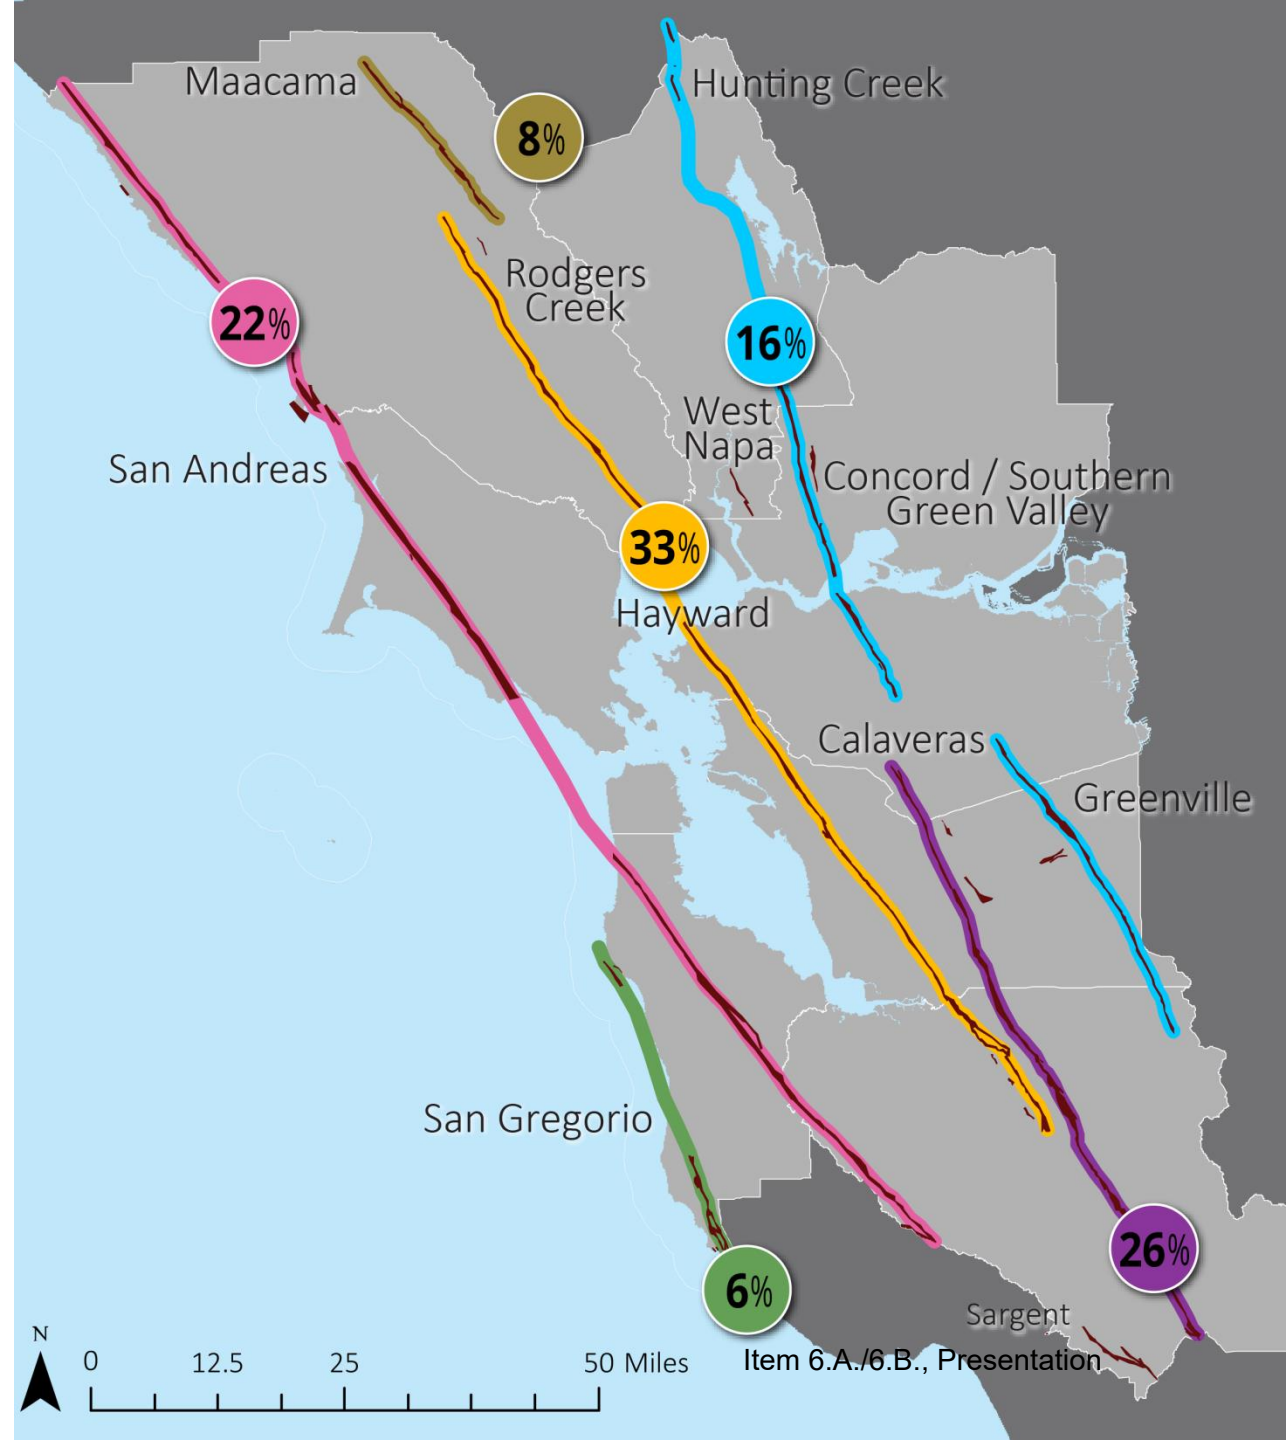 Maacama
Hunting Creek
8%
Rodgers
Creek
22%
16%
West
Napa
San Andreas
Concord / Southern
Green Valley
33%
Hayward
Calaveras
Greenville
San Gregorio
26%
6%
Sargent
N
0 12.5 25 50 Miles
Item 6.A./6.B., Presentation